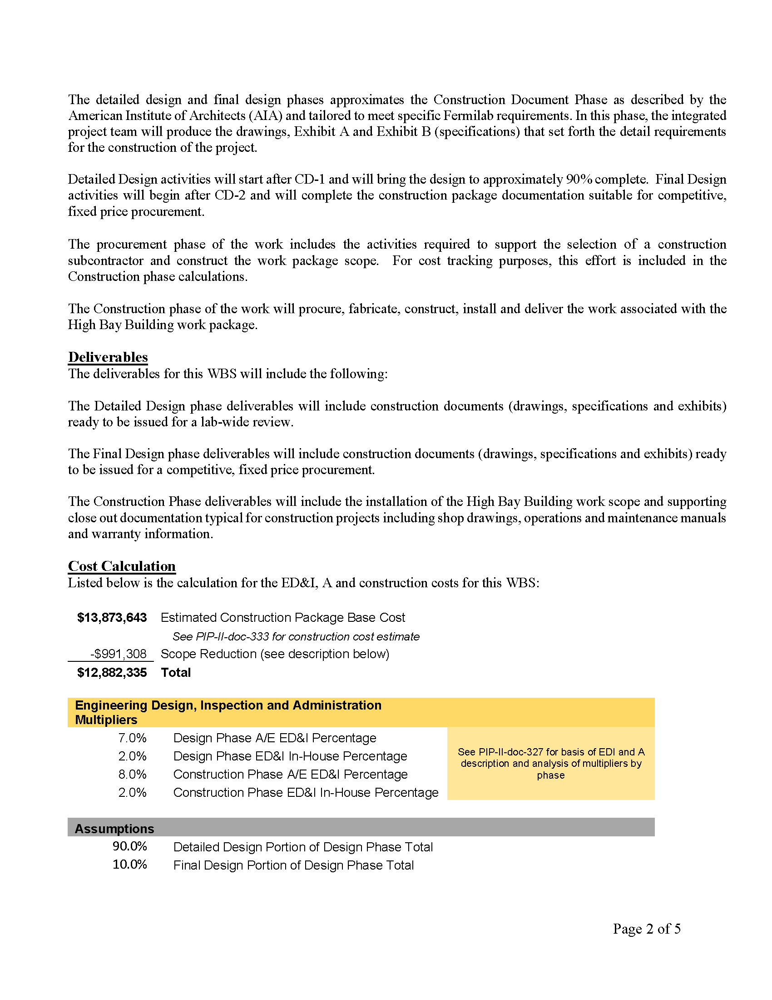 The detailed design and final design phases approximates the Construction Document Phase as described by the
American Institute of Architects (AIA) and tailored to meet specific Fermilab requirements. In this phase, the integrated
project team will produce the drawings, Exhibit A and Exhibit B (specifications) that set forth the detail requirements
for the construction of the project.
Detailed Design activities will start after CD-1 and will bring the design to approximately 90% complete.  Final Design
activities will begin after CD-2 and will complete the construction package documentation suitable for competitive,
fixed price procurement.
The procurement phase of the work includes the activities required to support the selection of a construction
subcontractor and construct the work package scope.  For cost tracking purposes, this effort is included in the
Construction phase calculations.
The Construction phase of the work will procure, fabricate, construct, install and deliver the work associated with the
High Bay Building work package.
Deliverables
The deliverables for this WBS will include the following:
The Detailed Design phase deliverables will include construction documents (drawings, specifications and exhibits)
ready to be issued for a lab-wide review.
The Final Design phase deliverables will include construction documents (drawings, specifications and exhibits) ready
to be issued for a competitive, fixed price procurement.
The Construction Phase deliverables will include the installation of the High Bay Building work scope and supporting
close out documentation typical for construction projects including shop drawings, operations and maintenance manuals
and warranty information.
Cost Calculation
Listed below is the calculation for the ED&I, A and construction costs for this WBS:
$13,873,643 Estimated Construction Package Base Cost
See PIP-II-doc-333 for construction cost estimate
-$991,308 Scope Reduction (see description below)
$12,882,335 Total
Engineering Design, Inspection and Administration
Multipliers
7.0% Design Phase A/E ED&I Percentage
2.0% Design Phase ED&I In-House Percentage
8.0% Construction Phase A/E ED&I Percentage
2.0% Construction Phase ED&I In-House Percentage
See PIP-II-doc-327 for basis of EDI and A
description and analysis of multipliers by
phase
Assumptions
90.0% Detailed Design Portion of Design Phase Total
10.0% Final Design Portion of Design Phase Total
Page 2 of 5